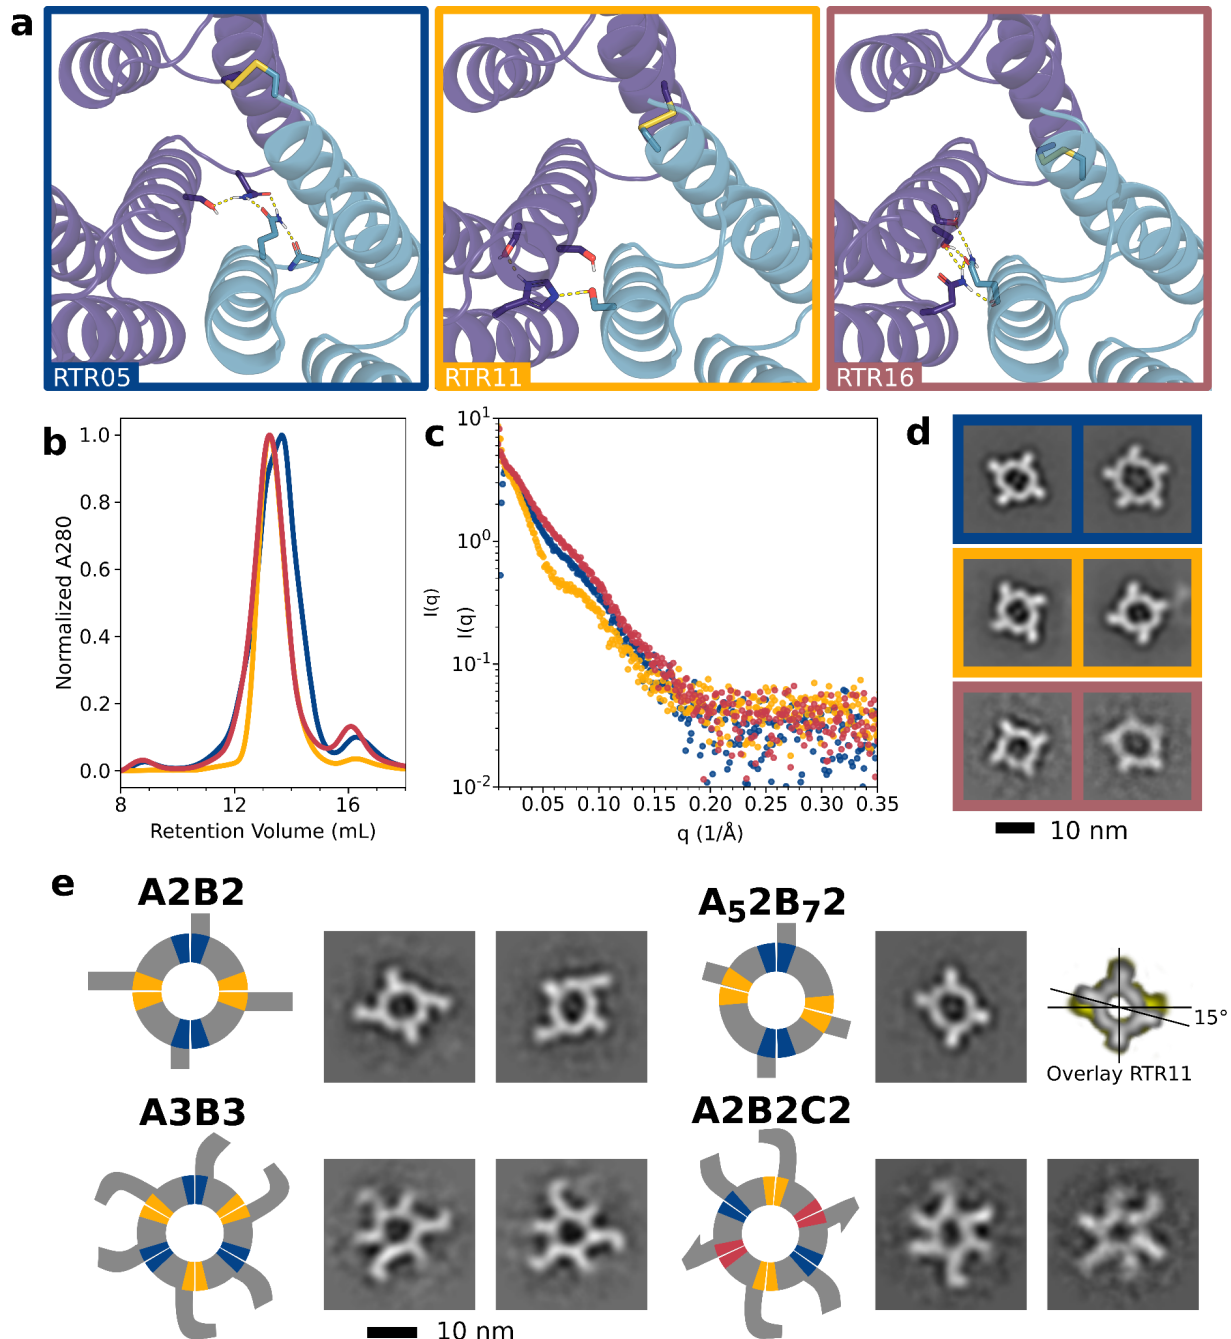 a
RTR05
RTR11
RTR16
b
Normalized A280
1.0
0.8
0.6
0.4
0.2
0.0
8
12
16
Retention Volume (mL)
c
I(q)
I(q)
10¹
10⁰
10⁻¹
10⁻²
0.05
0.10
0.15
0.20
0.25
0.30
0.35
q (1/Å)
d
10 nm
e
A2B2
A₅2B₇2
15°
Overlay RTR11
A3B3
A2B2C2
10 nm